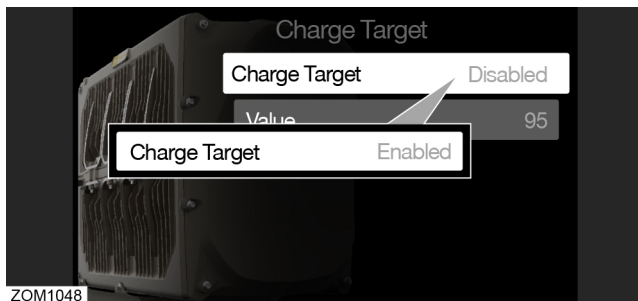 Charge Target
Charge Target Disabled
Value 95
Charge Target Enabled
ZOM1048